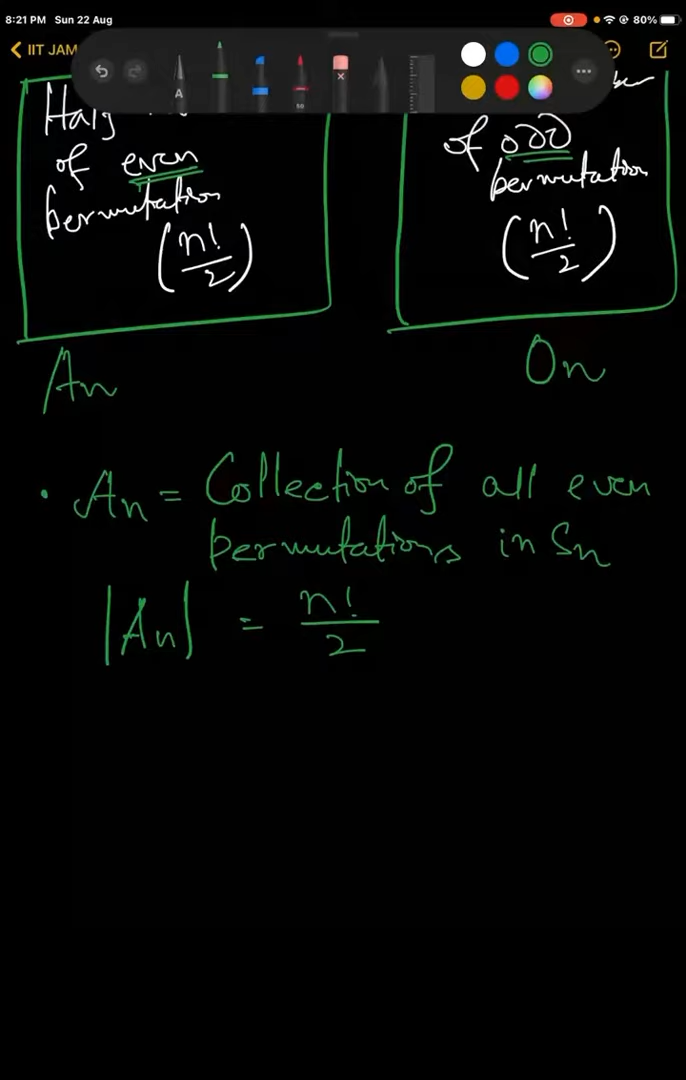 8:21 PM Sun 22 Aug
80%
IIT JAM
of even
permutation
(n!/2)
of odd
permutation
(n!/2)
An
On
• An = Collection of all even
permutations in Sn
|An| = n!/2